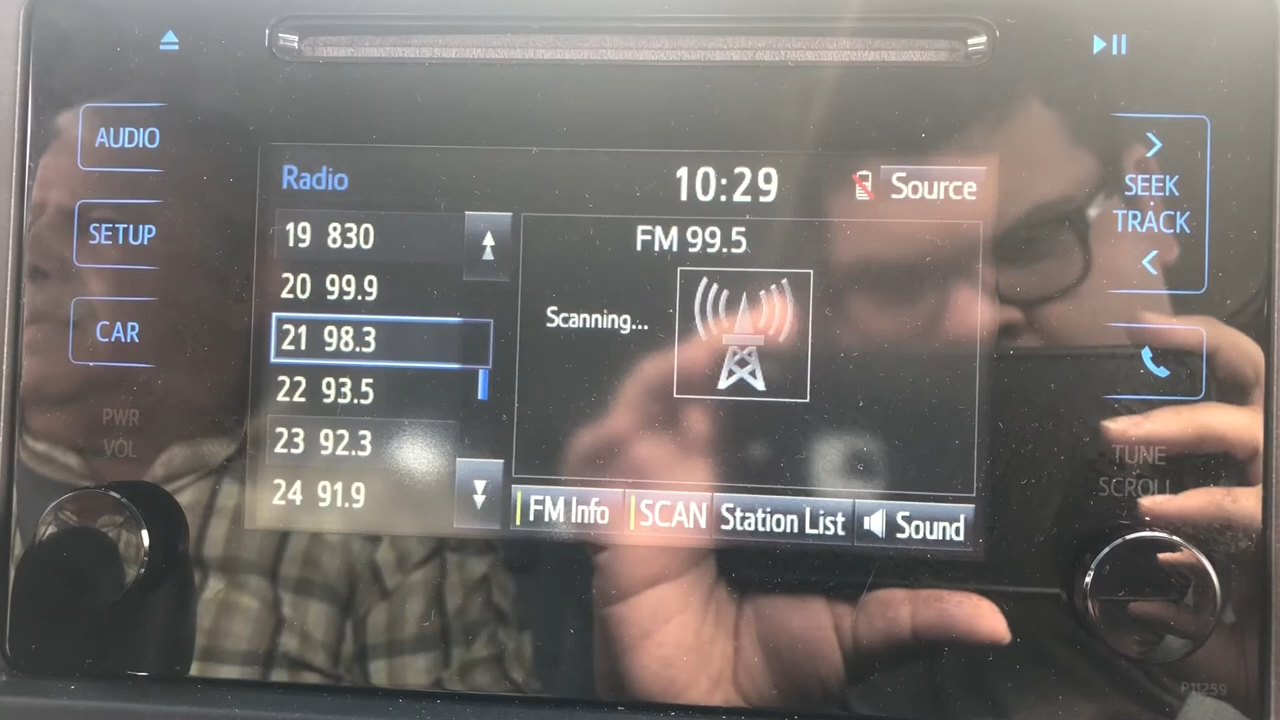 AUDIO
SETUP
CAR
PWR
VOL
Radio
10:29
Source
19 830
20 99.9
21 98.3
22 93.5
23 92.3
24 91.9
FM 99.5
Scanning...
FM Info
SCAN
Station List
Sound
SEEK
TRACK
TUNE
SCROLL
P11259